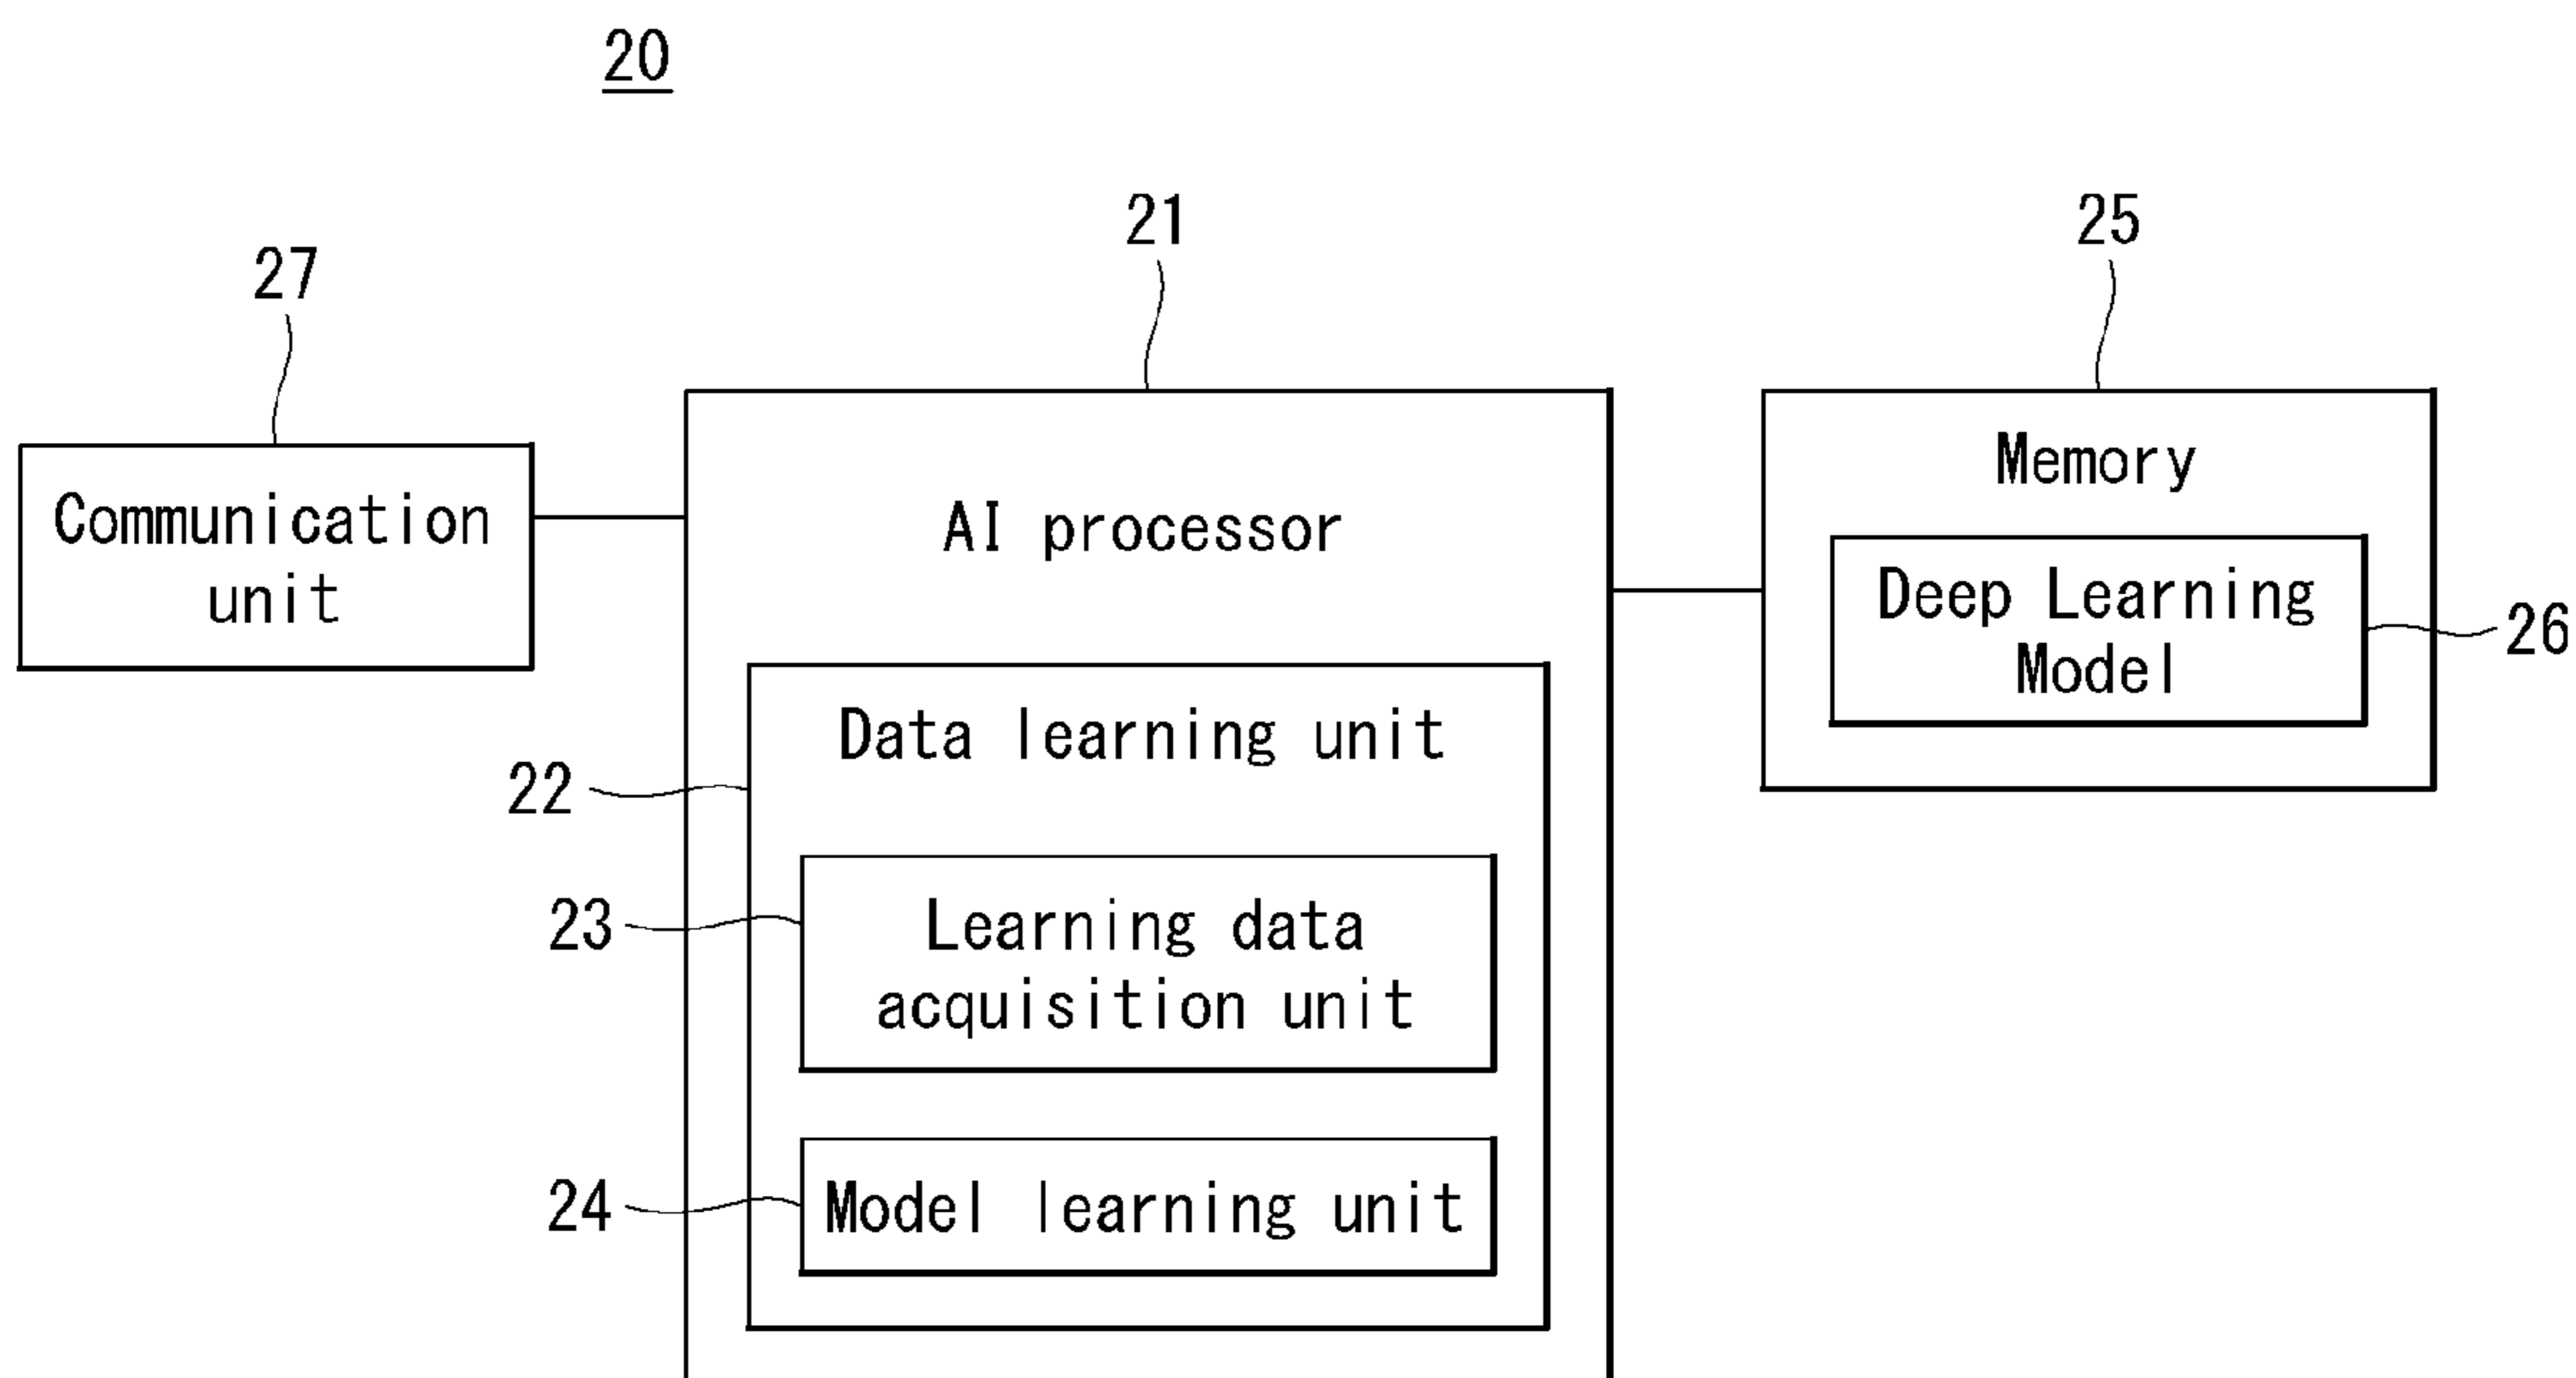 20
21
25
27
Memory
Communication
unit
AI processor
Deep Learning
Model
26
Data learning unit
22
23
Learning data
acquisition unit
24
Model learning unit